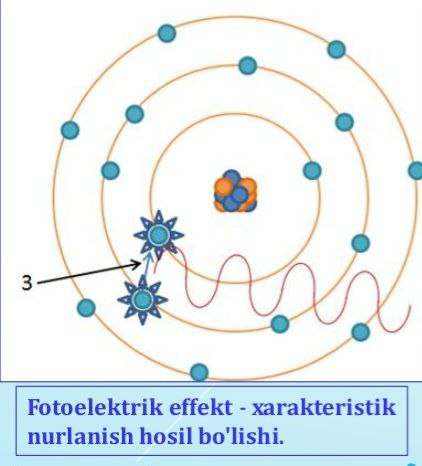 3
Fotoelektrik effekt - xarakteristik
nurlanish hosil bo'lishi.